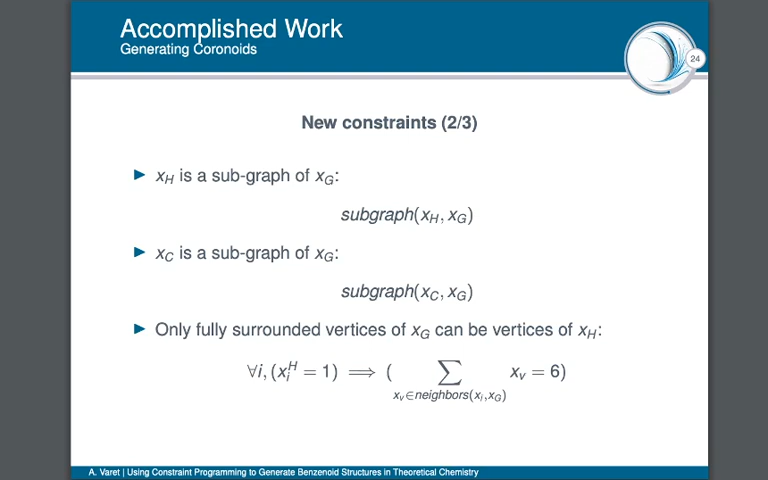 Accomplished Work
Generating Coronoids
24
New constraints (2/3)
► x_H is a sub-graph of x_G:
subgraph(x_H, x_G)
► x_C is a sub-graph of x_G:
subgraph(x_C, x_G)
► Only fully surrounded vertices of x_G can be vertices of x_H:
∀i, (x_i^H = 1) ⟹ ( ∑ x_v = 6)
x_v∈neighbors(x_i,x_G)
A. Varet | Using Constraint Programming to Generate Benzenoid Structures in Theoretical Chemistry